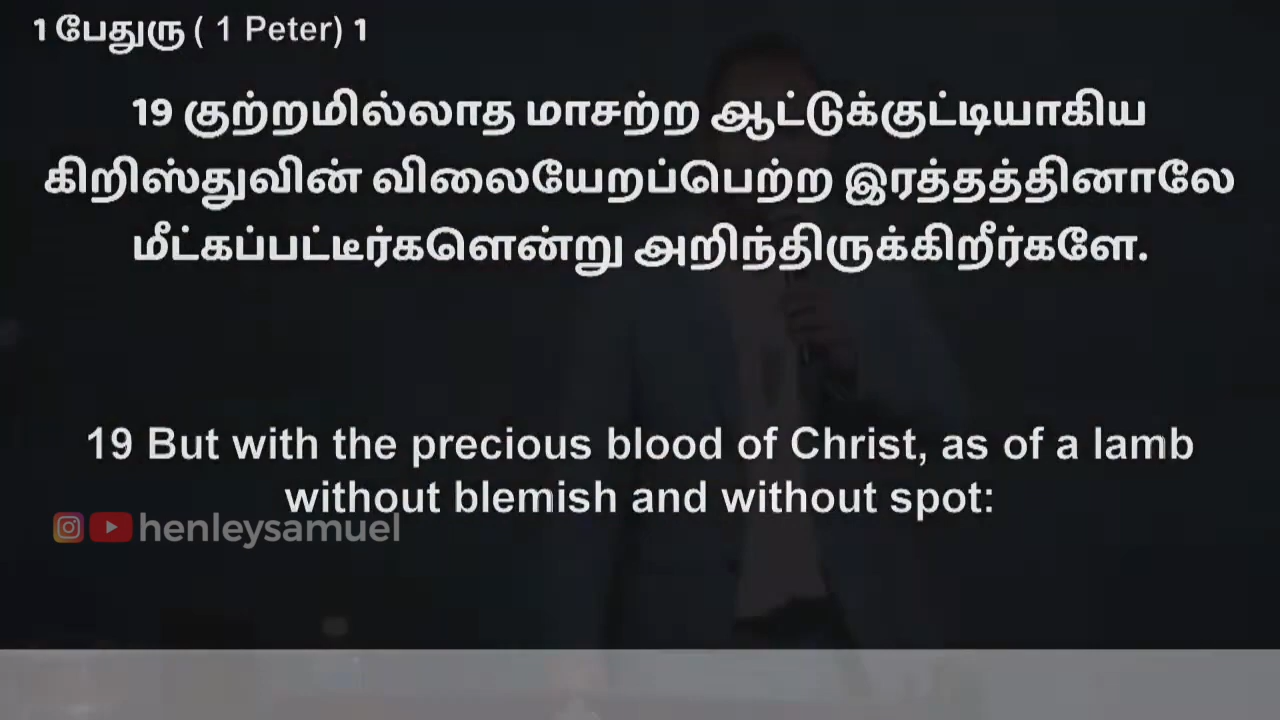 1 பேதுரு ( 1 Peter) 1
19 குற்றமில்லாத மாசற்ற ஆட்டுக்குட்டியாகிய
கிறிஸ்துவின் விலையேறப்பெற்ற இரத்தத்தினாலே
மீட்கப்பட்டீர்களென்று அறிந்திருக்கிறீர்களே.
19 But with the precious blood of Christ, as of a lamb
without blemish and without spot:
henleysamuel